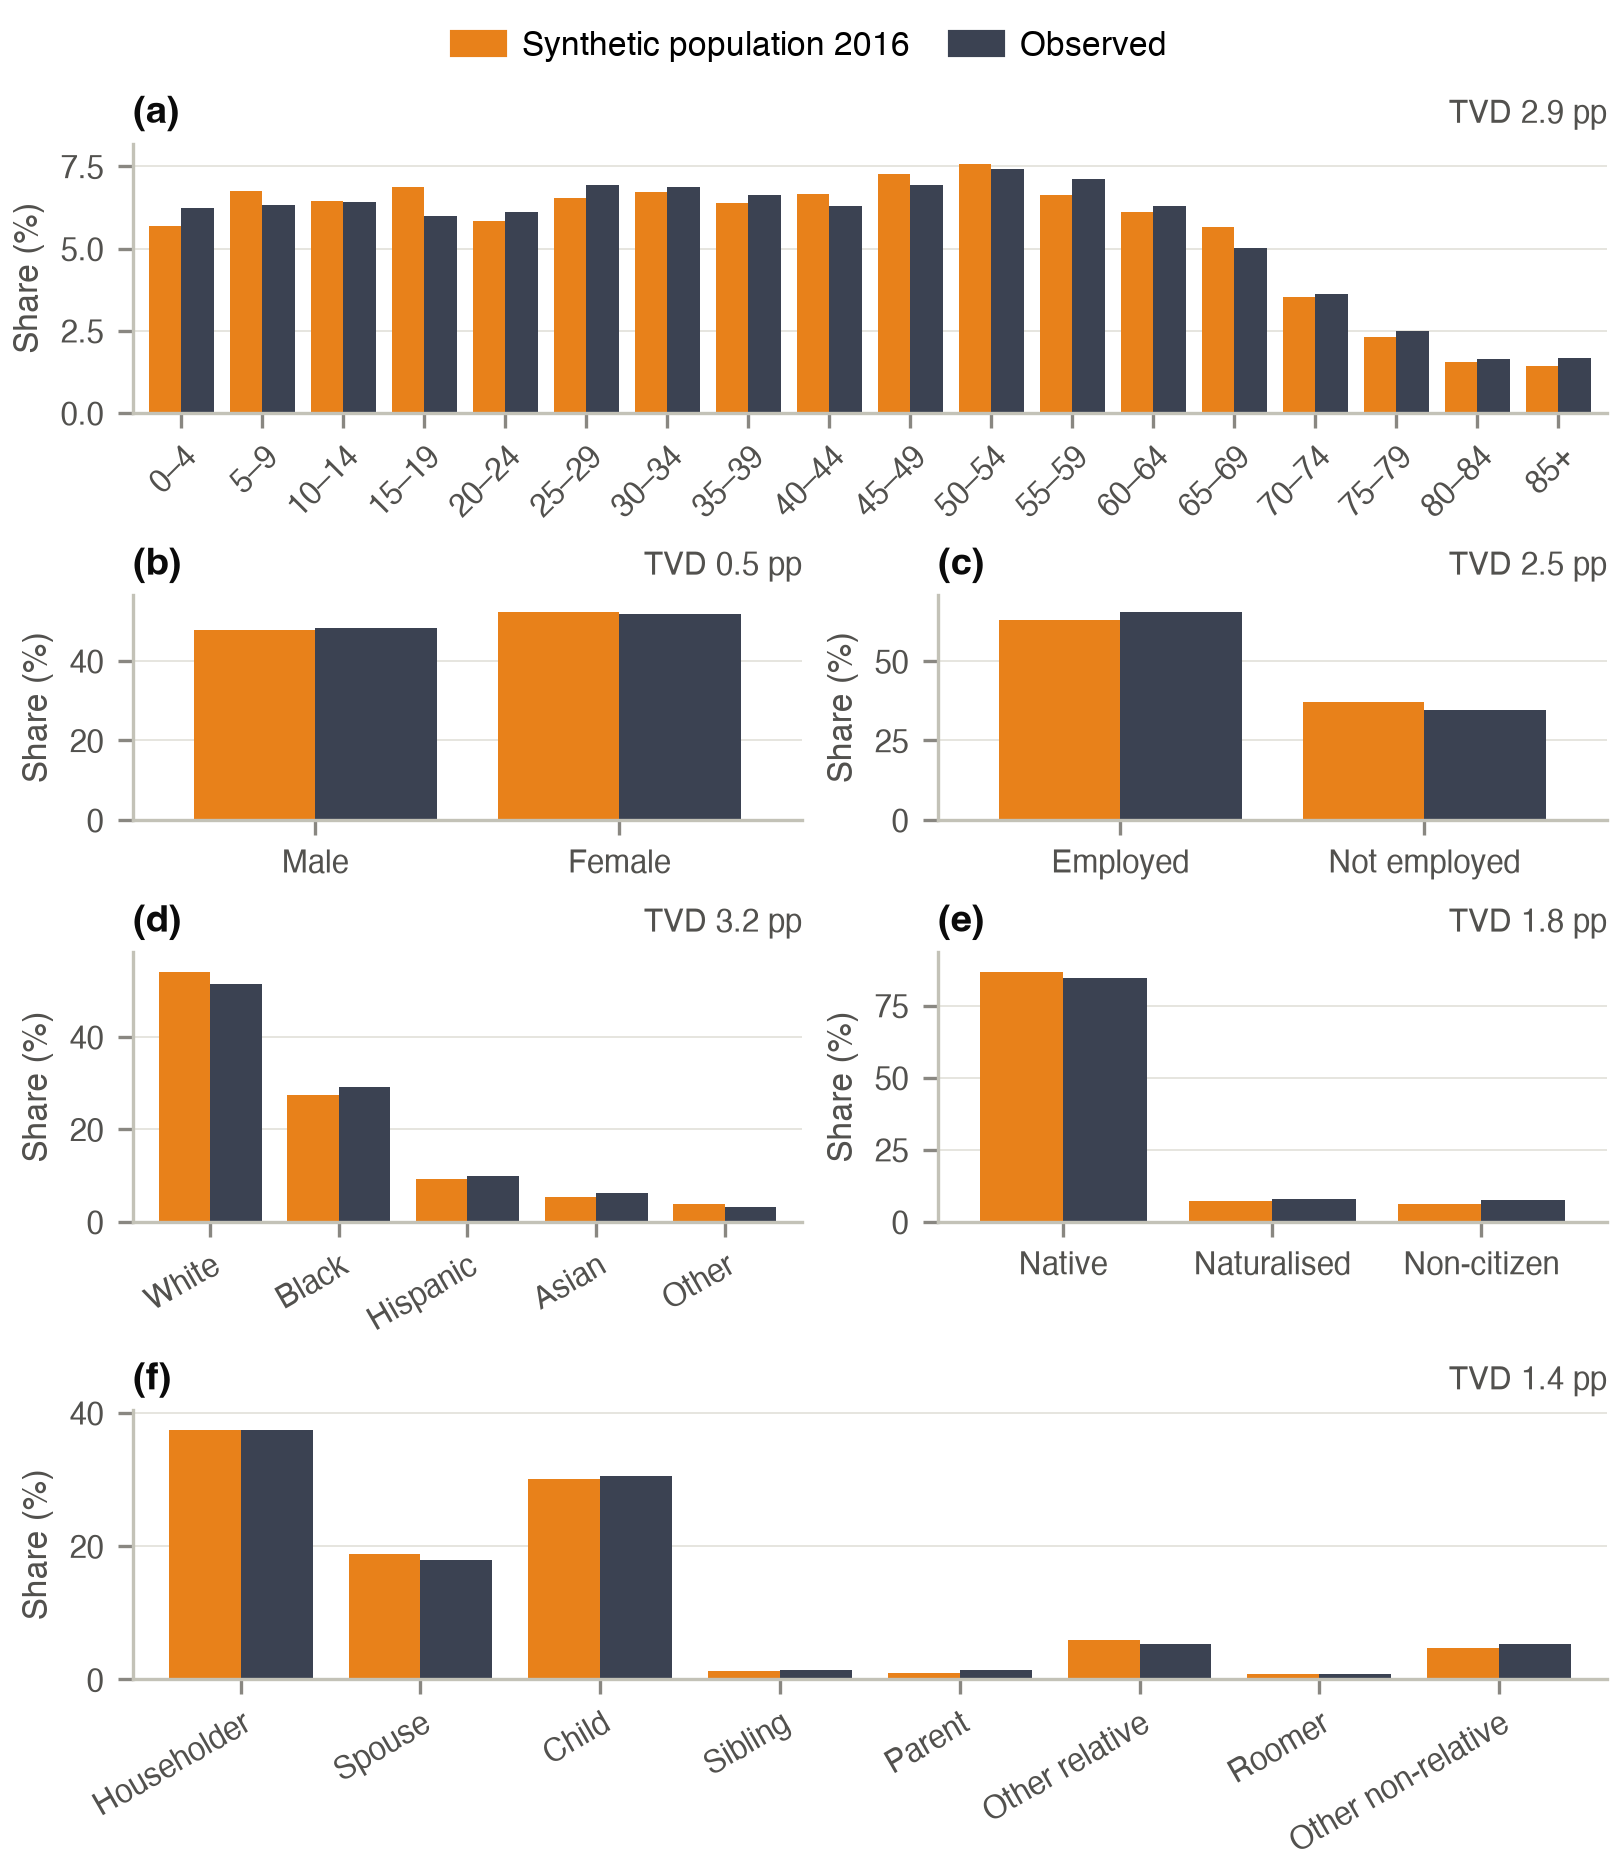 Synthetic population 2016 Observed
(a) TVD 2.9 pp
Share (%)
7.5
5.0
2.5
0.0
0–4 5–9 10–14 15–19 20–24 25–29 30–34 35–39 40–44 45–49 50–54 55–59 60–64 65–69 70–74 75–79 80–84 85+
(b) TVD 0.5 pp
Share (%)
40
20
0
Male Female
(c) TVD 2.5 pp
Share (%)
50
25
0
Employed Not employed
(d) TVD 3.2 pp
Share (%)
40
20
0
White Black Hispanic Asian Other
(e) TVD 1.8 pp
Share (%)
75
50
25
0
Native Naturalised Non-citizen
(f) TVD 1.4 pp
Share (%)
40
20
0
Householder Spouse Child Sibling Parent Other relative Roomer Other non-relative